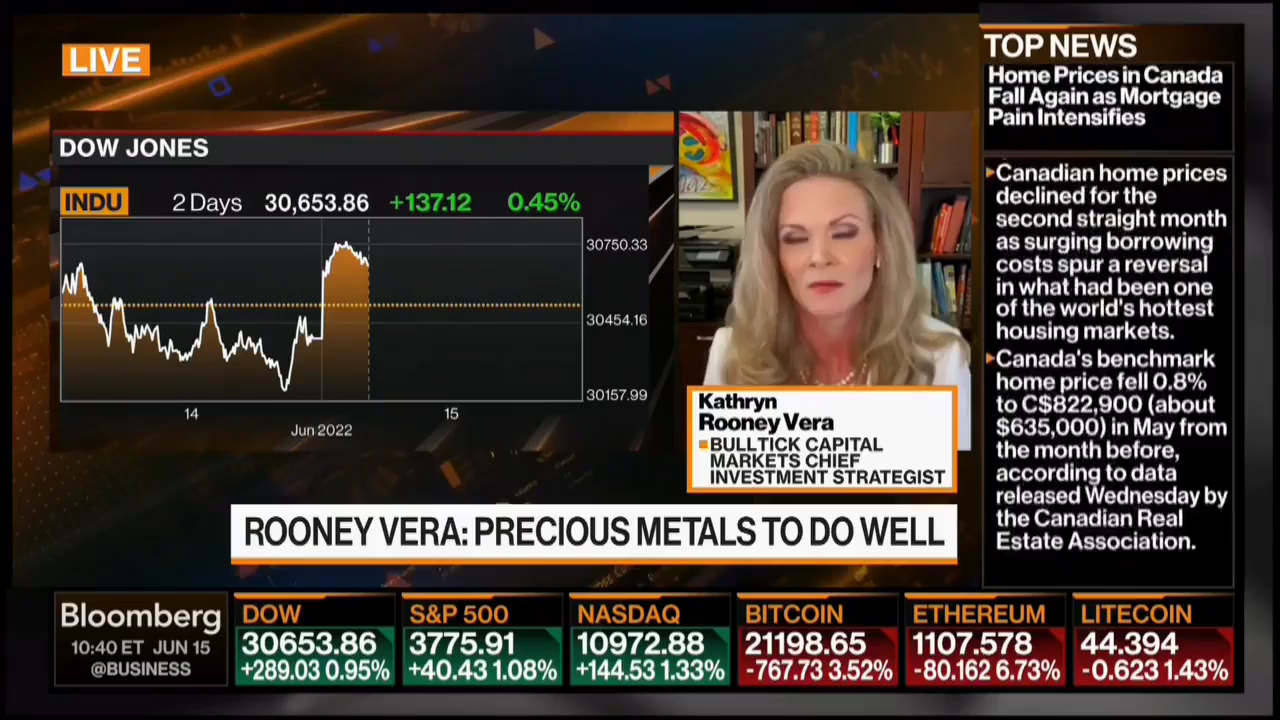 LIVE
DOW JONES
INDU 2 Days 30,653.86 +137.12 0.45%
30750.33
30454.16
30157.99
14 15
Jun 2022
Kathryn
Rooney Vera
BULLTICK CAPITAL
MARKETS CHIEF
INVESTMENT STRATEGIST
ROONEY VERA: PRECIOUS METALS TO DO WELL
TOP NEWS
Home Prices in Canada
Fall Again as Mortgage
Pain Intensifies
Canadian home prices
declined for the
second straight month
as surging borrowing
costs spur a reversal
in what had been one
of the world's hottest
housing markets.
Canada's benchmark
home price fell 0.8%
to C$822,900 (about
$635,000) in May from
the month before,
according to data
released Wednesday by
the Canadian Real
Estate Association.
Bloomberg
10:40 ET JUN 15
@BUSINESS
DOW
30653.86
+289.03 0.95%
S&P 500
3775.91
+40.43 1.08%
NASDAQ
10972.88
+144.53 1.33%
BITCOIN
21198.65
-767.73 3.52%
ETHEREUM
1107.578
-80.162 6.73%
LITECOIN
44.394
-0.623 1.43%